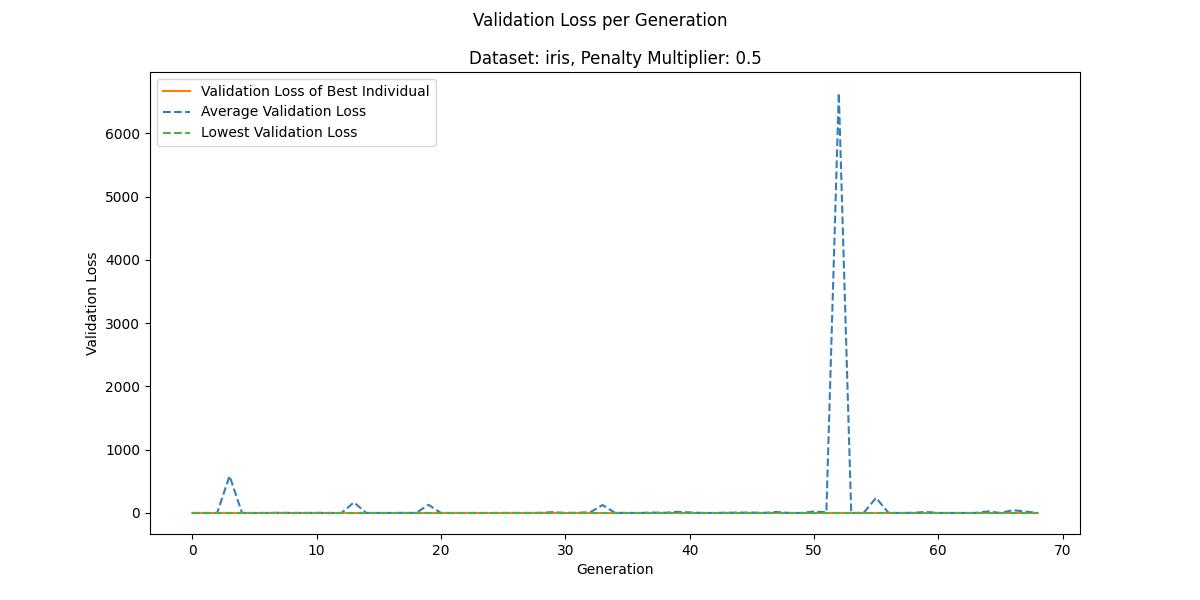 Validation Loss per Generation
Dataset: iris, Penalty Multiplier: 0.5
Validation Loss of Best Individual
Average Validation Loss
Lowest Validation Loss
6000
5000
4000
3000
2000
1000
0
Validation Loss
0 10 20 30 40 50 60 70
Generation